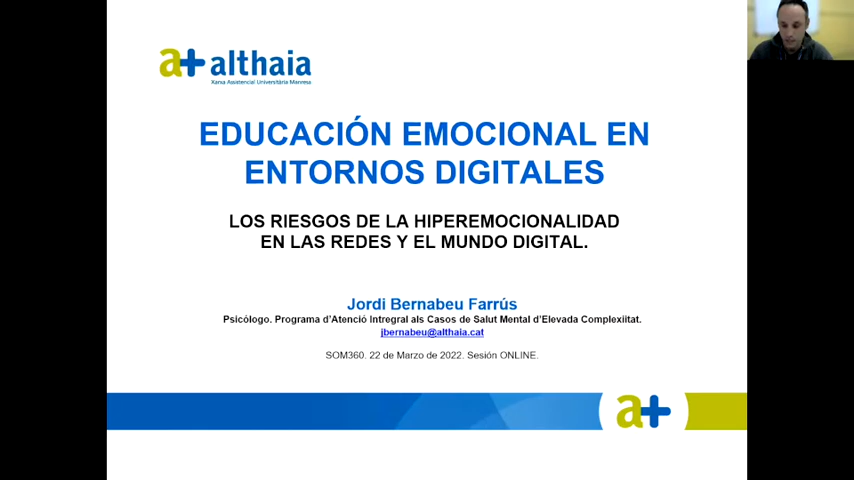 a+ althaia
Xarxa Assistencial Universitària Manresa
EDUCACIÓN EMOCIONAL EN
ENTORNOS DIGITALES
LOS RIESGOS DE LA HIPEREMOCIONALIDAD
EN LAS REDES Y EL MUNDO DIGITAL.
Jordi Bernabeu Farrús
Psicólogo. Programa d'Atenció Intregral als Casos de Salut Mental d'Elevada Complexiitat.
jbernabeu@althaia.cat
SOM360. 22 de Marzo de 2022. Sesión ONLINE.
a+